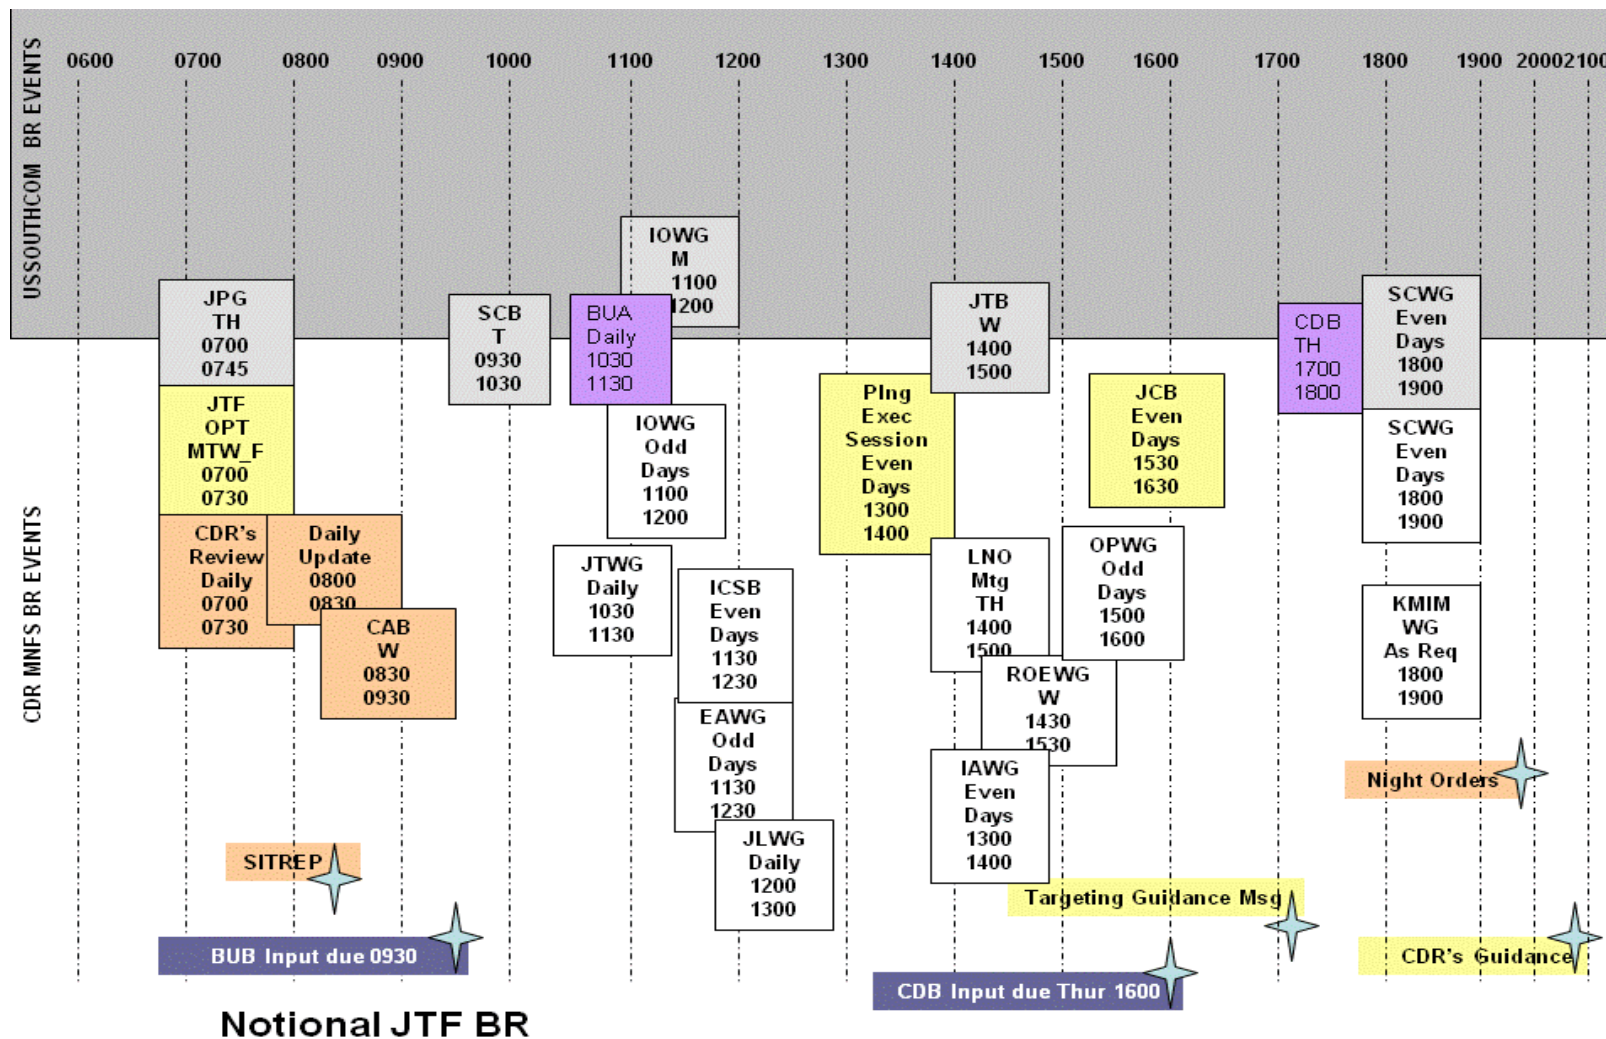 0600 0700 0800 0900 1000 1100 1200 1300 1400 1500 1600 1700 1800 1900 2000 2100
USSOUTHCOM BR EVENTS
CDR MNFS BR EVENTS
JPG
TH
0700
0745
JTF
OPT
MTW_F
0700
0730
CDR's
Review
Daily
0700
0730
Daily
Update
0800
0830
CAB
W
0830
0930
SITREP
BUB Input due 0930
SCB
T
0930
1030
BUA
Daily
1030
1130
IOWG
M
1100
1200
IOWG
Odd
Days
1100
1200
JTWG
Daily
1030
1130
ICSB
Even
Days
1130
1230
EAWG
Odd
Days
1130
1230
JLWG
Daily
1200
1300
Plng
Exec
Session
Even
Days
1300
1400
JTB
W
1400
1500
LNO
Mtg
TH
1400
1500
ROEWG
W
1430
1530
IAWG
Even
Days
1300
1400
JCB
Even
Days
1530
1630
OPWG
Odd
Days
1500
1600
Targeting Guidance Msg
CDB Input due Thur 1600
CDB
TH
1700
1800
SCWG
Even
Days
1800
1900
SCWG
Even
Days
1800
1900
KMIM
WG
As Req
1800
1900
Night Orders
CDR's Guidance
Notional JTF BR